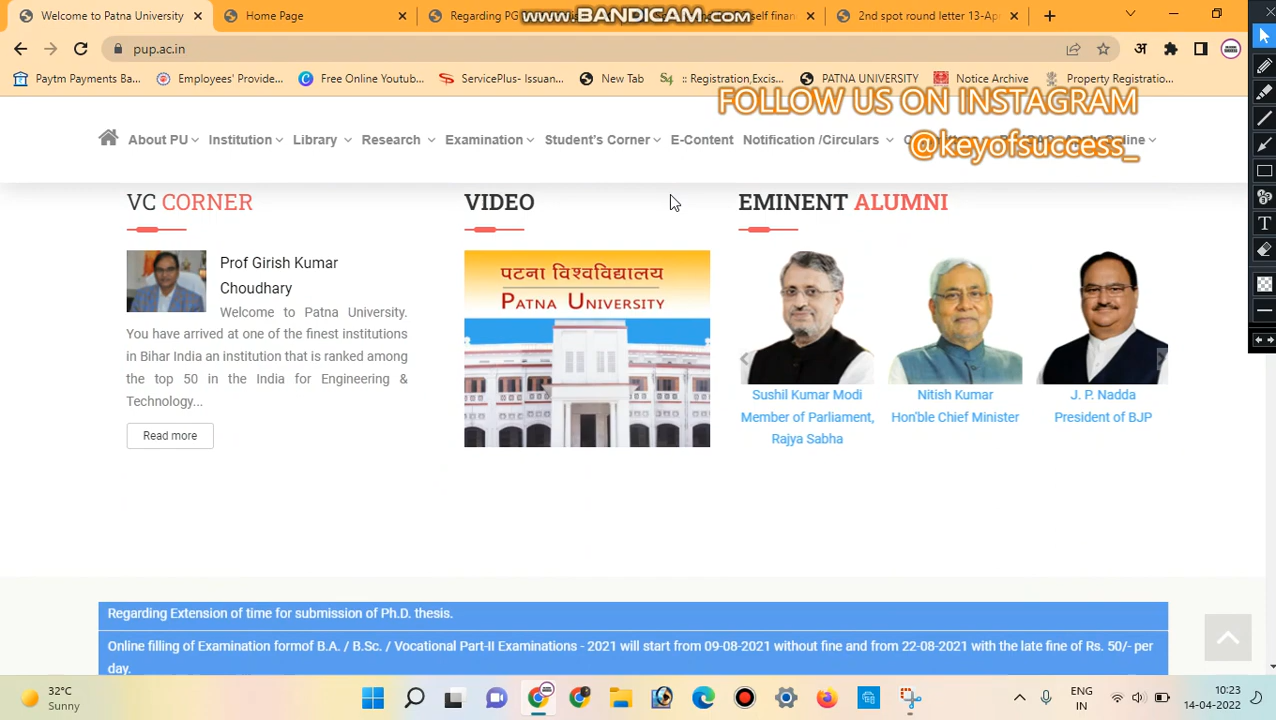 Welcome to Patna University
Home Page
Regarding PG
self finan
2nd spot round letter 13-Apr
www.BANDICAM.com
pup.ac.in
अ
Paytm Payments Ba...
Employees' Provide...
Free Online Youtub...
ServicePlus- Issuan...
New Tab
:: Registration,Excis...
PATNA UNIVERSITY
Notice Archive
Property Registratio...
FOLLOW US ON INSTAGRAM
@keyofsuccess_
About PU
Institution
Library
Research
Examination
Student's Corner
E-Content
Notification /Circulars
VC CORNER
Prof Girish Kumar
Choudhary
Welcome to Patna University.
You have arrived at one of the finest institutions
in Bihar India an institution that is ranked among
the top 50 in the India for Engineering &
Technology...
Read more
VIDEO
पटना विश्वविद्यालय
PATNA UNIVERSITY
EMINENT ALUMNI
Sushil Kumar Modi
Member of Parliament,
Rajya Sabha
Nitish Kumar
Hon'ble Chief Minister
J. P. Nadda
President of BJP
Regarding Extension of time for submission of Ph.D. thesis.
Online filling of Examination formof B.A. / B.Sc. / Vocational Part-II Examinations - 2021 will start from 09-08-2021 without fine and from 22-08-2021 with the late fine of Rs. 50/- per
day.
32°C
Sunny
ENG
IN
10:23
14-04-2022